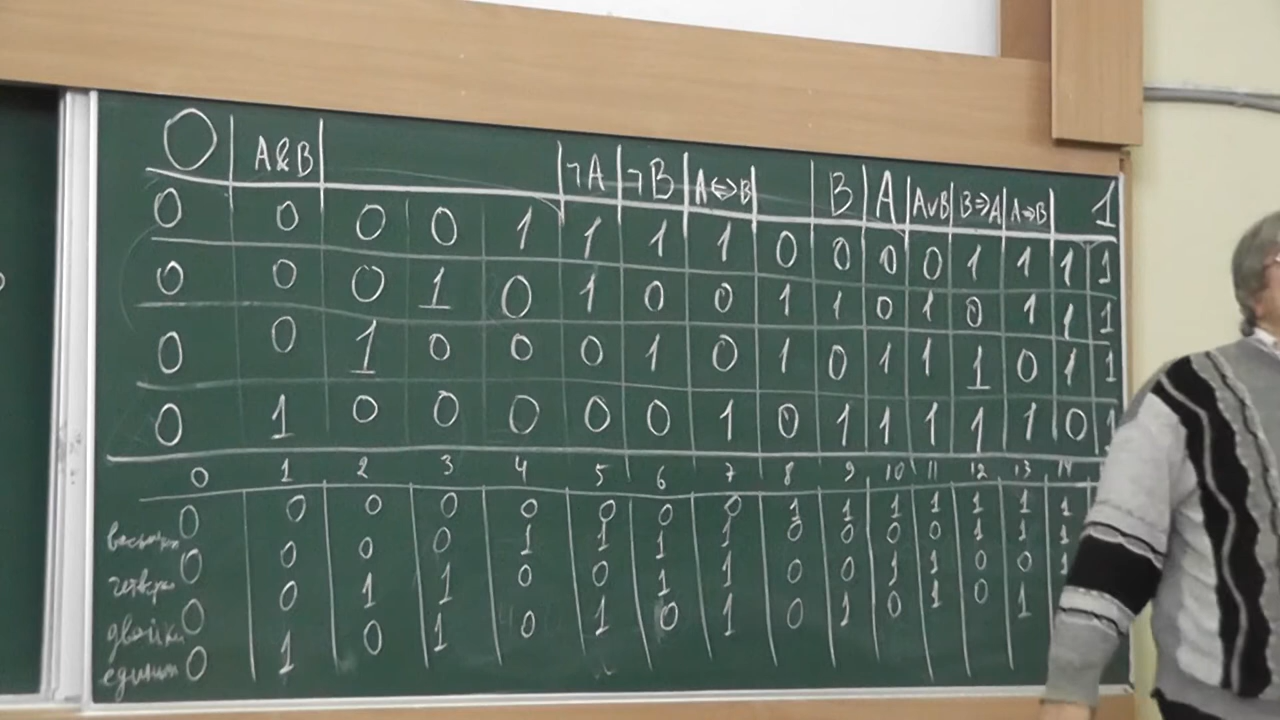 0 A&B ¬A ¬B A⇔B B A A∨B B⇒A A⇒B 1
0 0 0 0 1 1 1 1 0 0 0 0 1 1 1 1
0 0 0 1 0 1 0 0 1 1 0 1 0 1 1 1
0 0 1 0 0 0 1 0 1 0 1 1 1 0 1 1
0 1 0 0 0 0 0 1 0 1 1 1 1 1 0 1
0 1 2 3 4 5 6 7 8 9 10 11 12 13 14
0 0 0 0 0 0 0 0 1 1 1 1 1 1 1
0 0 0 0 1 1 1 1 0 0 0 0 1 1 1
двойки 0 0 1 1 0 0 1 1 0 0 1 1 0 0 1
0 1 0 1 0 1 0 1 0 1 0 1 0 1